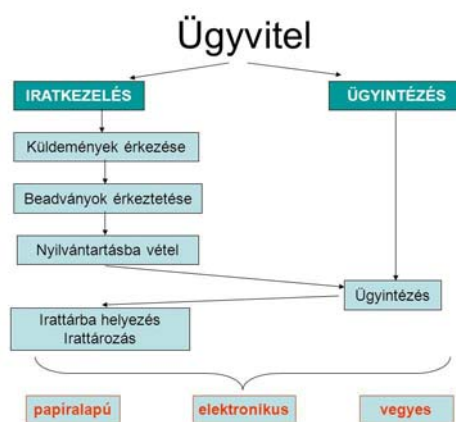 Ügyvitel
IRATKEZELÉS
ÜGYINTÉZÉS
Küldemények érkezése
Beadványok érkeztetése
Nyilvántartásba vétel
Ügyintézés
Irattárba helyezés
Irattározás
papíralapú
elektronikus
vegyes